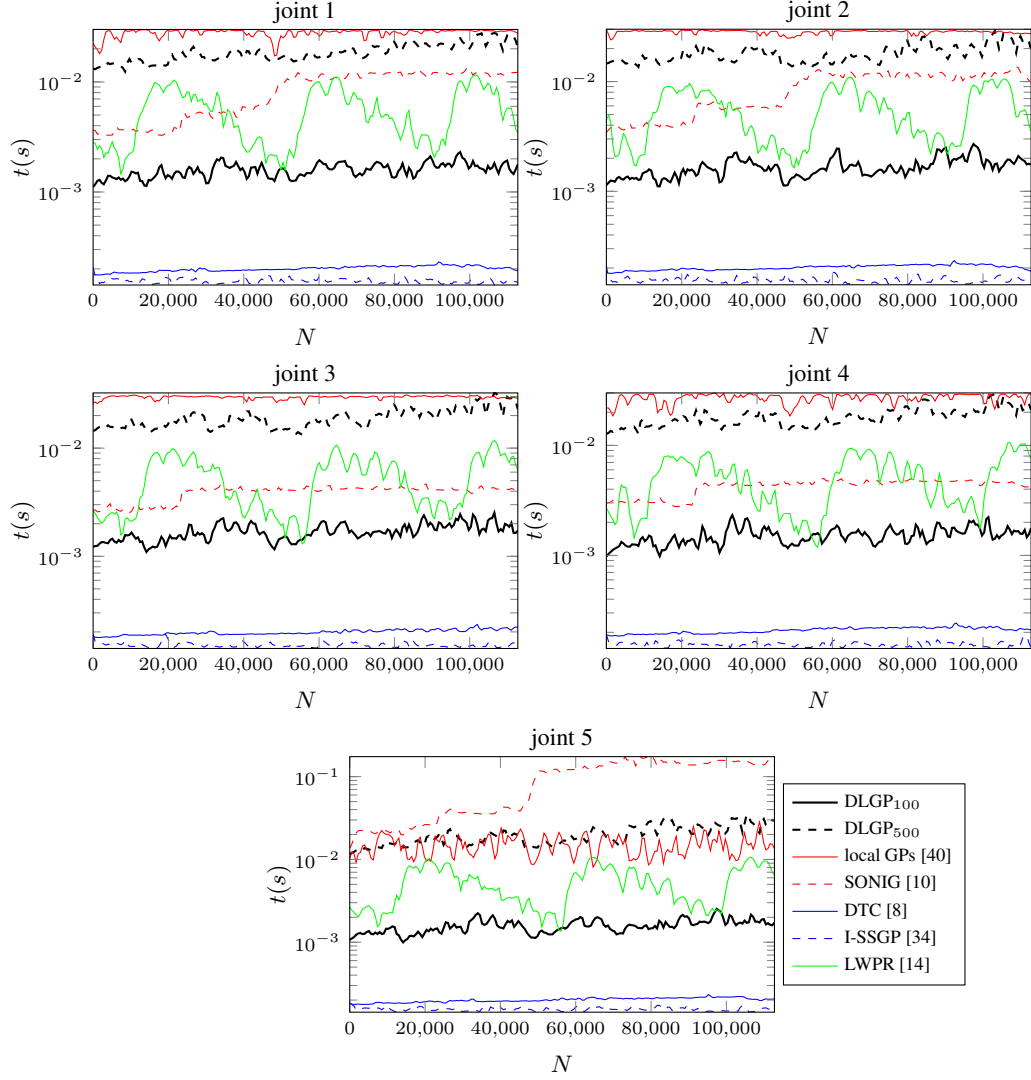 joint 1
joint 2
10⁻²
10⁻³
t(s)
0 20,000 40,000 60,000 80,000 100,000
N
10⁻²
10⁻³
t(s)
0 20,000 40,000 60,000 80,000 100,000
N
joint 3
joint 4
10⁻²
10⁻³
t(s)
0 20,000 40,000 60,000 80,000 100,000
N
10⁻²
10⁻³
t(s)
0 20,000 40,000 60,000 80,000 100,000
N
joint 5
10⁻¹
10⁻²
10⁻³
t(s)
0 20,000 40,000 60,000 80,000 100,000
N
DLGP₁₀₀
DLGP₅₀₀
local GPs [40]
SONIG [10]
DTC [8]
I-SSGP [34]
LWPR [14]